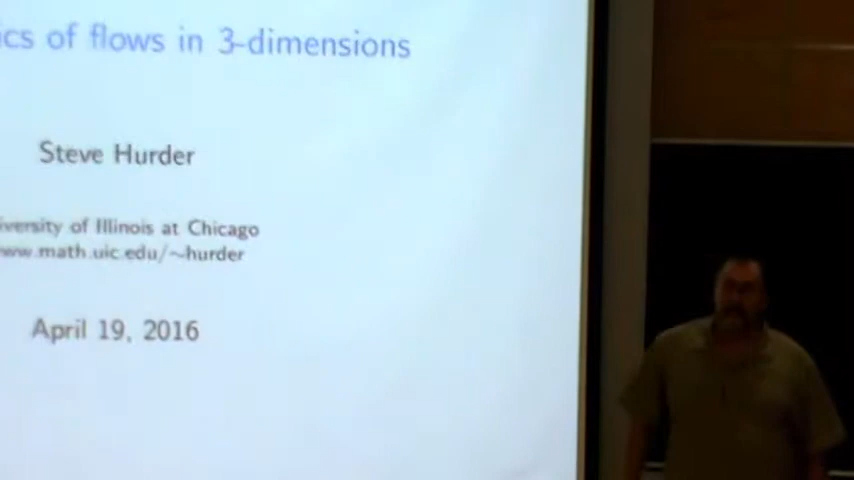 ics of flows in 3-dimensions
Steve Hurder
iversity of Illinois at Chicago
www.math.uic.edu/~hurder
April 19, 2016